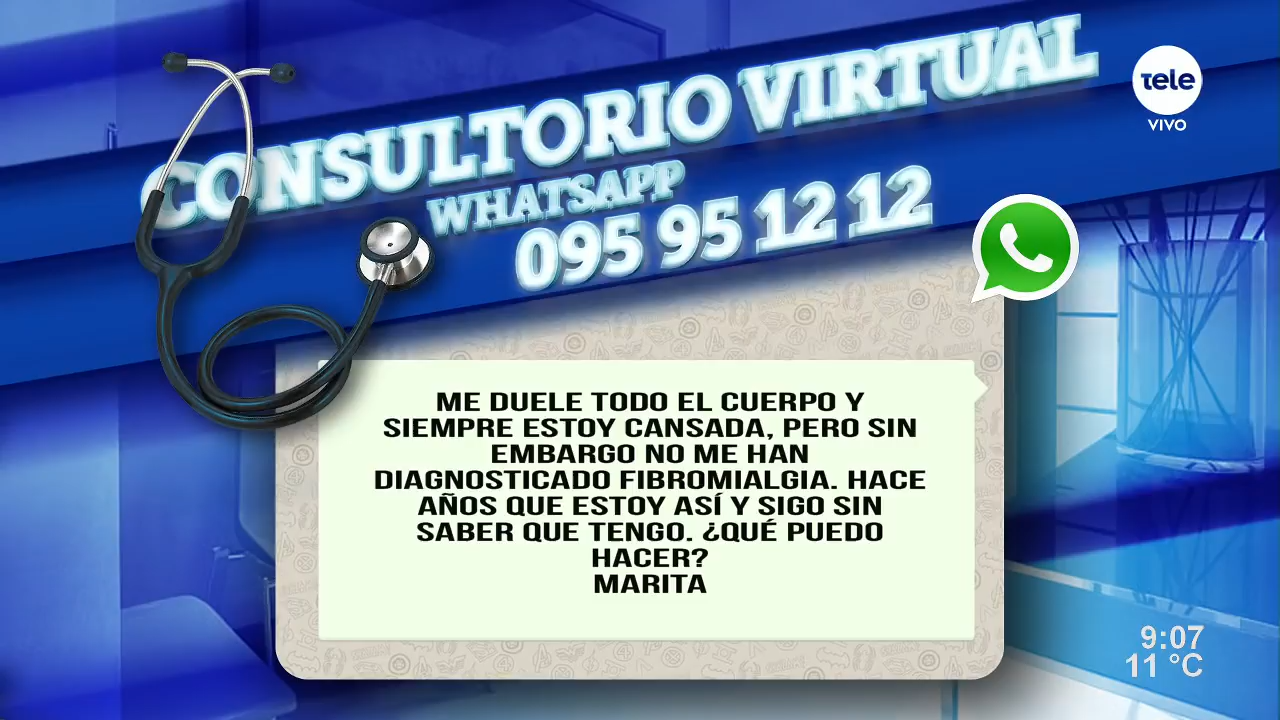 CONSULTORIO VIRTUAL
WHATSAPP
095 95 12 12
tele
VIVO
ME DUELE TODO EL CUERPO Y
SIEMPRE ESTOY CANSADA, PERO SIN
EMBARGO NO ME HAN
DIAGNOSTICADO FIBROMIALGIA. HACE
AÑOS QUE ESTOY ASÍ Y SIGO SIN
SABER QUE TENGO. ¿QUÉ PUEDO
HACER?
MARITA
9:07
11 °C